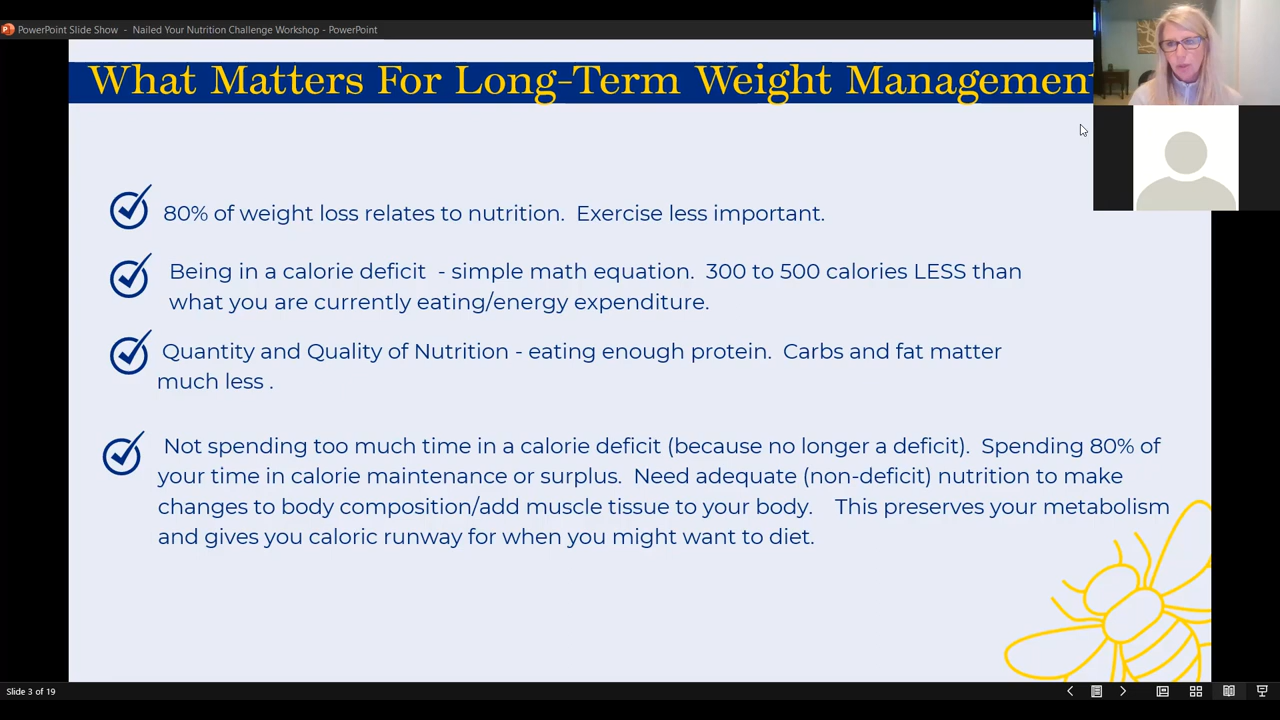 PowerPoint Slide Show - Nailed Your Nutrition Challenge Workshop - PowerPoint
What Matters For Long-Term Weight Management
80% of weight loss relates to nutrition. Exercise less important.
Being in a calorie deficit - simple math equation. 300 to 500 calories LESS than
what you are currently eating/energy expenditure.
Quantity and Quality of Nutrition - eating enough protein. Carbs and fat matter
much less .
Not spending too much time in a calorie deficit (because no longer a deficit). Spending 80% of
your time in calorie maintenance or surplus. Need adequate (non-deficit) nutrition to make
changes to body composition/add muscle tissue to your body. This preserves your metabolism
and gives you caloric runway for when you might want to diet.
Slide 3 of 19